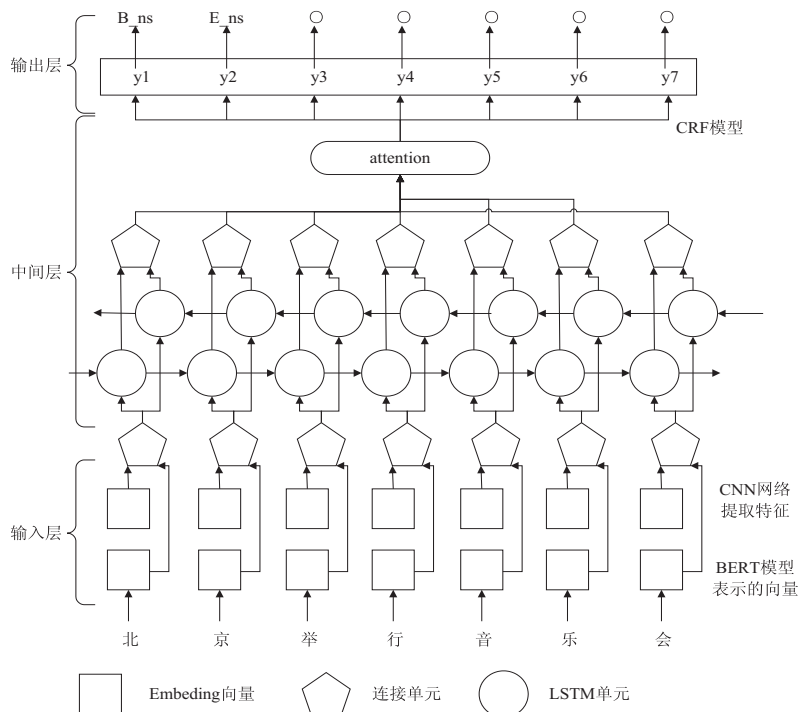 B_ns E_ns O O O O O
输出层
y1 y2 y3 y4 y5 y6 y7
CRF模型
attention
中间层
CNN网络
提取特征
输入层
BERT模型
表示的向量
北 京 举 行 音 乐 会
Embeding向量 连接单元 LSTM单元